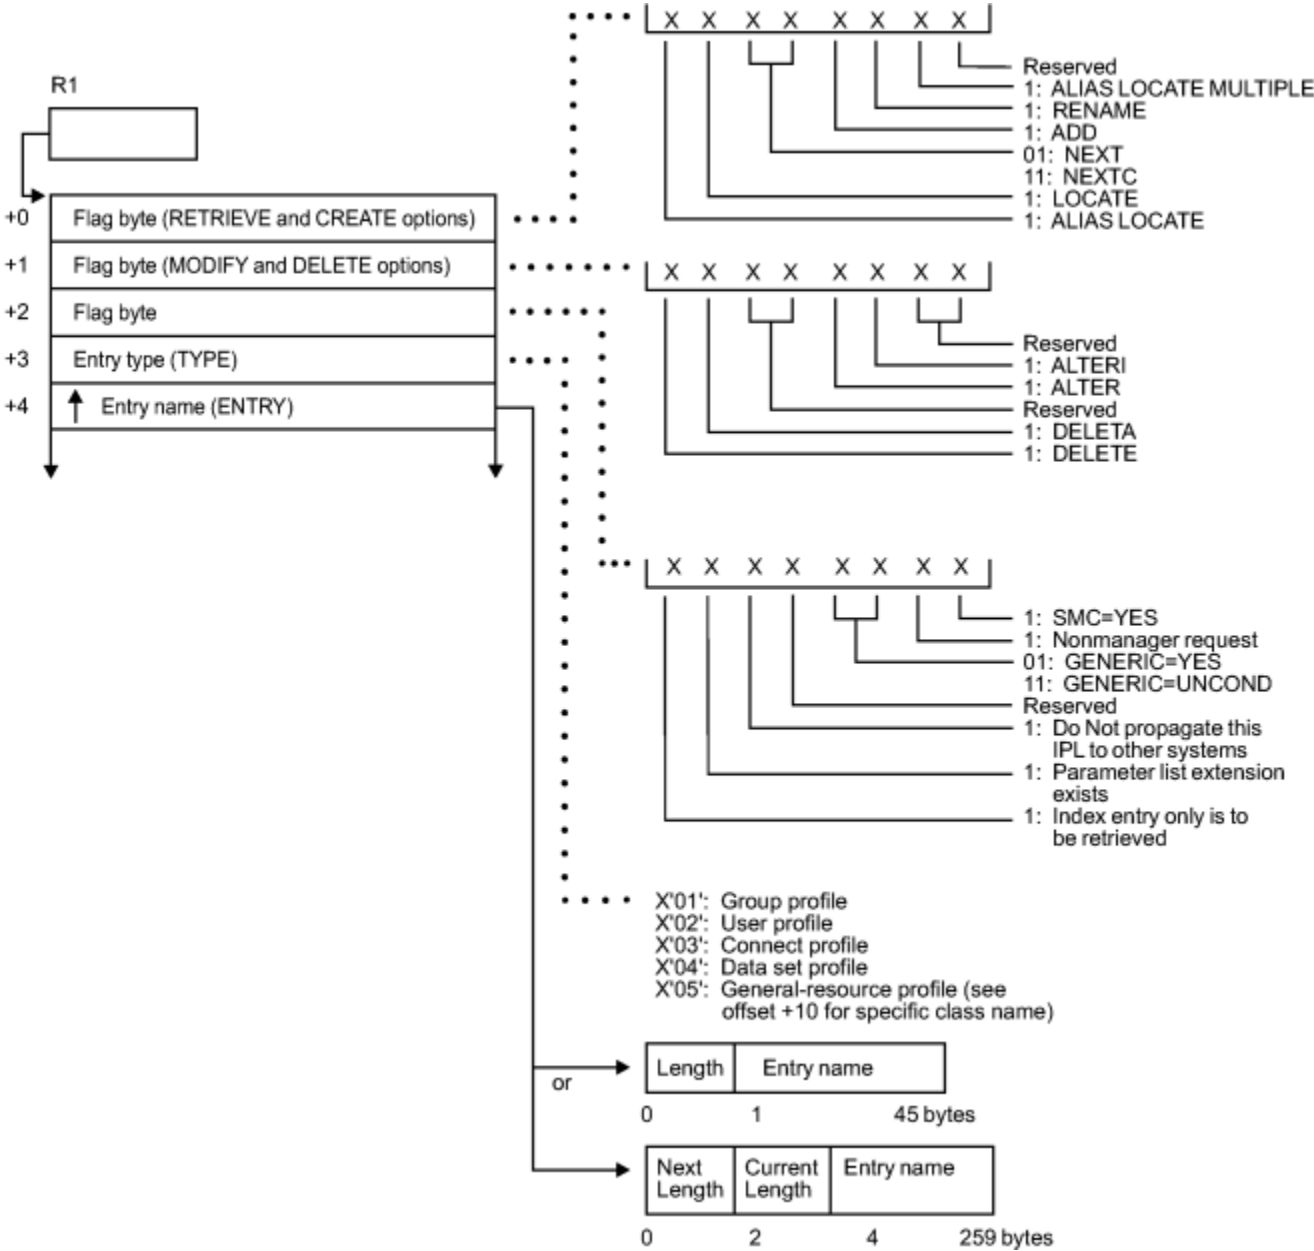 X X X X X X X X
Reserved
1: ALIAS LOCATE MULTIPLE
1: RENAME
1: ADD
01: NEXT
11: NEXTC
1: LOCATE
1: ALIAS LOCATE
R1
+0 Flag byte (RETRIEVE and CREATE options)
+1 Flag byte (MODIFY and DELETE options)
+2 Flag byte
+3 Entry type (TYPE)
+4 Entry name (ENTRY)
X X X X X X X X
Reserved
1: ALTERI
1: ALTER
Reserved
1: DELETA
1: DELETE
X X X X X X X X
1: SMC=YES
1: Nonmanager request
01: GENERIC=YES
11: GENERIC=UNCOND
Reserved
1: Do Not propagate this
IPL to other systems
1: Parameter list extension
exists
1: Index entry only is to
be retrieved
X'01': Group profile
X'02': User profile
X'03': Connect profile
X'04': Data set profile
X'05': General-resource profile (see
offset +10 for specific class name)
or
Length Entry name
0 1 45 bytes
Next Current Entry name
Length Length
0 2 4 259 bytes